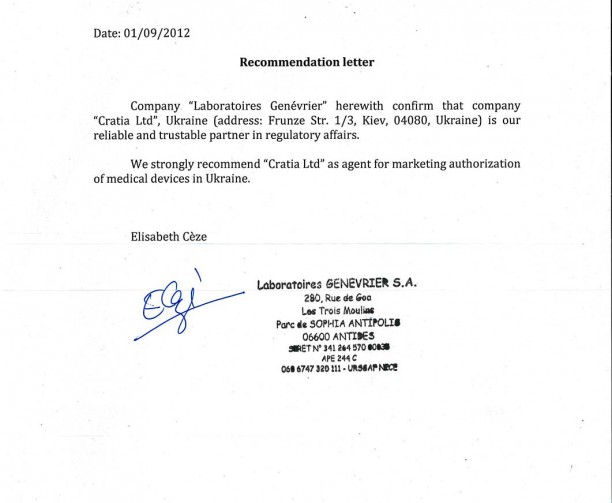 Date: 01/09/2012
Recommendation letter
Company "Laboratoires Genévrier" herewith confirm that company
"Cratia Ltd", Ukraine (address: Frunze Str. 1/3, Kiev, 04080, Ukraine) is our
reliable and trustable partner in regulatory affairs.
We strongly recommend "Cratia Ltd" as agent for marketing authorization
of medical devices in Ukraine.
Elisabeth Cèze
Laboratoires GENEVRIER S.A.
280, Rue de Goa
Les Trois Moulins
Parc de SOPHIA ANTIPOLIS
06600 ANTIBES
SIRET N° 341 264 570
APE 244 C
6747 320 111 - URSSAF NICE